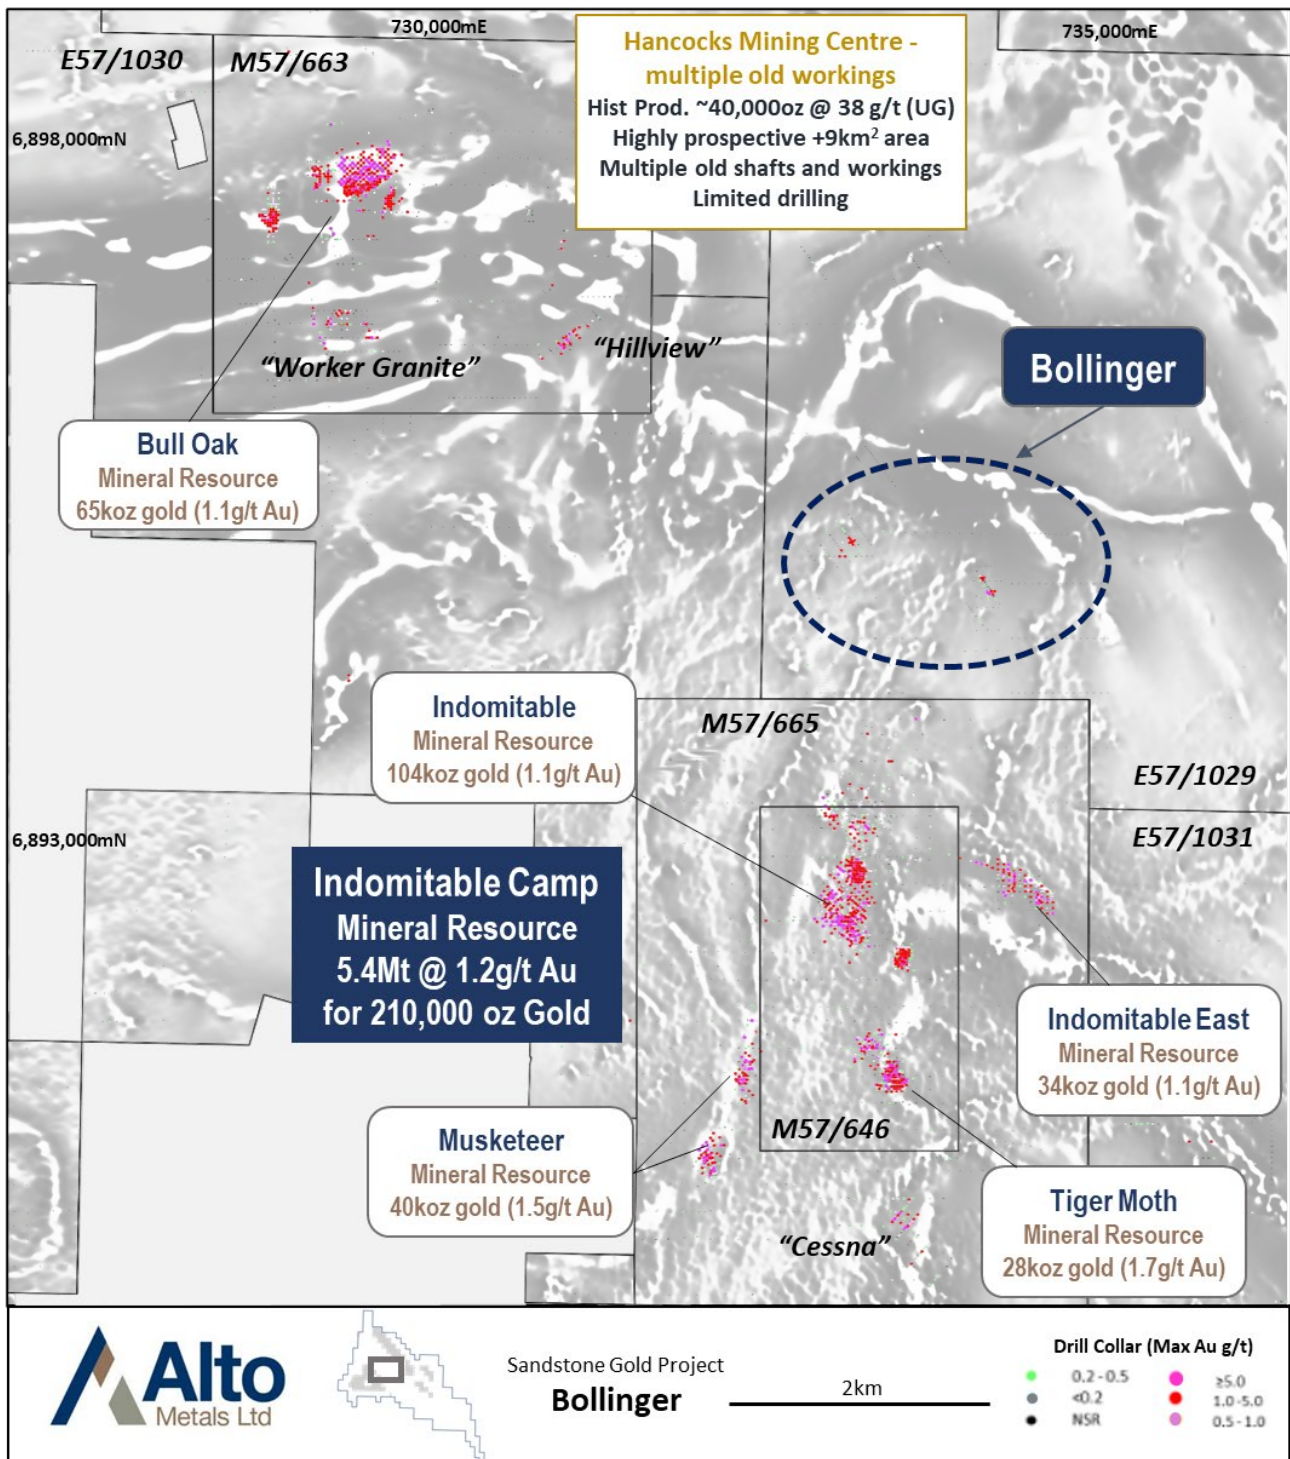 730,000mE
735,000mE
E57/1030
M57/663
Hancocks Mining Centre -
multiple old workings
Hist Prod. ~40,000oz @ 38 g/t (UG)
Highly prospective +9km² area
Multiple old shafts and workings
Limited drilling
6,898,000mN
“Worker Granite”
“Hillview”
Bollinger
Bull Oak
Mineral Resource
65koz gold (1.1g/t Au)
Indomitable
Mineral Resource
104koz gold (1.1g/t Au)
M57/665
E57/1029
E57/1031
6,893,000mN
Indomitable Camp
Mineral Resource
5.4Mt @ 1.2g/t Au
for 210,000 oz Gold
Indomitable East
Mineral Resource
34koz gold (1.1g/t Au)
Musketeer
Mineral Resource
40koz gold (1.5g/t Au)
M57/646
Tiger Moth
Mineral Resource
28koz gold (1.7g/t Au)
“Cessna”
Alto
Metals Ltd
Sandstone Gold Project
Bollinger
2km
Drill Collar (Max Au g/t)
0.2 - 0.5
<0.2
NSR
≥5.0
1.0 -5.0
0.5 - 1.0